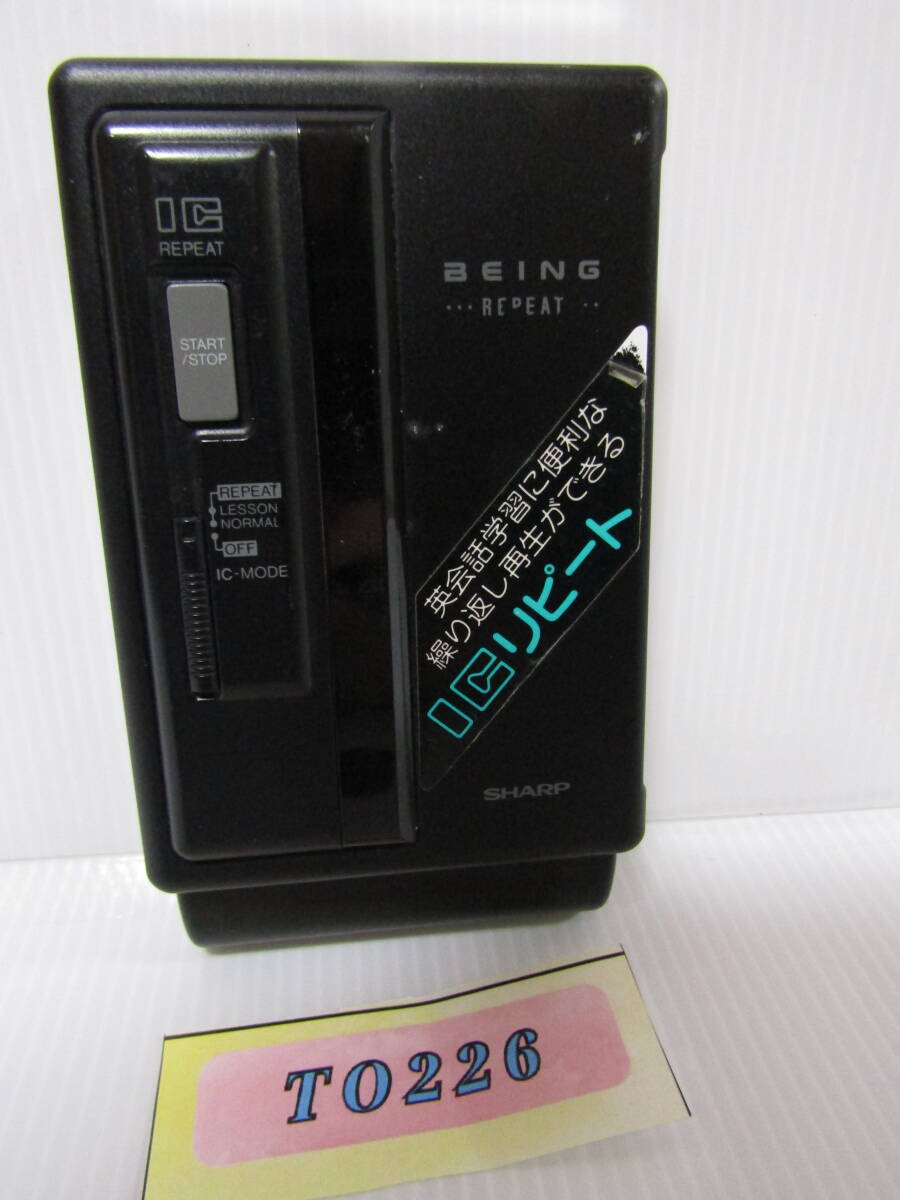 IC
REPEAT
START
/STOP
REPEAT
LESSON
NORMAL
OFF
IC-MODE
BEING
REPEAT
英会話学習に便利な
繰り返し再生ができる
ICリピート
SHARP
TO226